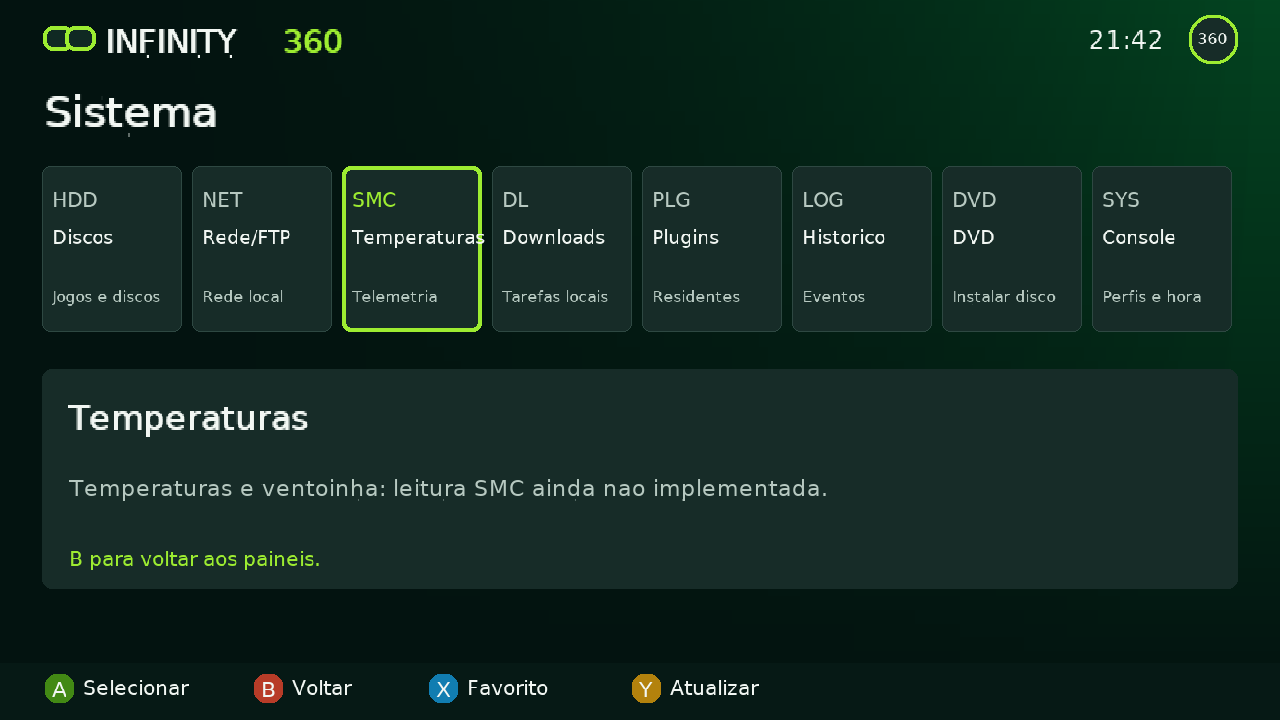 INFINITY 360
21:42
360
Sistema
HDD
Discos
Jogos e discos
NET
Rede/FTP
Rede local
SMC
Temperaturas
Telemetria
DL
Downloads
Tarefas locais
PLG
Plugins
Residentes
LOG
Historico
Eventos
DVD
DVD
Instalar disco
SYS
Console
Perfis e hora
Temperaturas
Temperaturas e ventoinha: leitura SMC ainda nao implementada.
B para voltar aos paineis.
A Selecionar
B Voltar
X Favorito
Y Atualizar